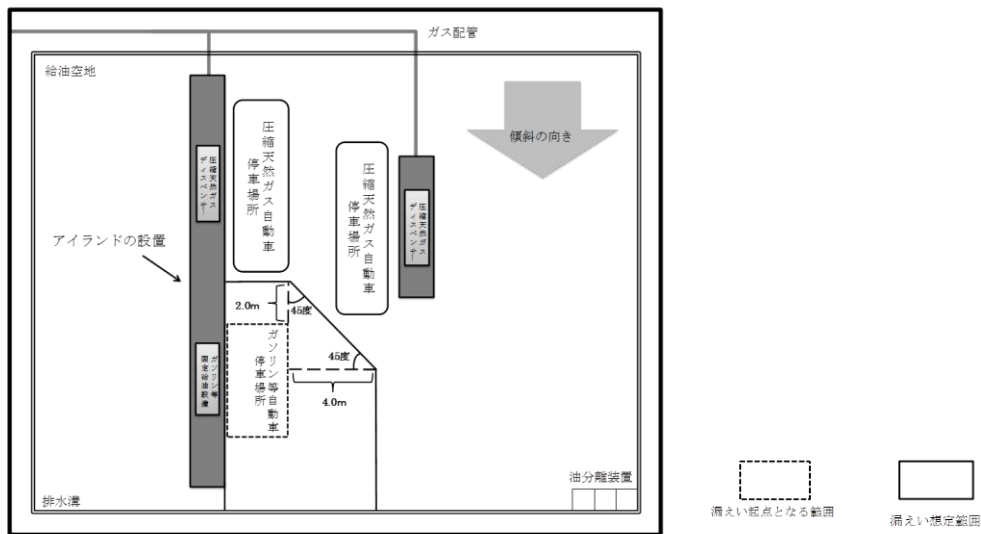 ガス配管
給油空地
傾斜の向き
圧縮天然ガス自動車
停車場所
圧縮天然ガス
ディスペンサー
圧縮天然ガス自動車
停車場所
圧縮天然ガス
ディスペンサー
アイランドの設置
2.0m
45度
ガソリン等自動車
停車場所
ガソリン等
固定給油設備
45度
4.0m
油分離装置
排水溝
漏えい起点となる範囲
漏えい想定範囲